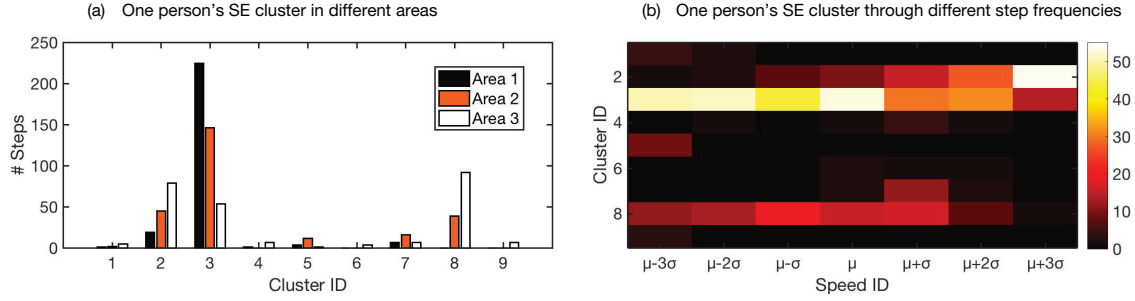 (a) One person's SE cluster in different areas
250
200
150
100
50
0
# Steps
Area 1
Area 2
Area 3
1 2 3 4 5 6 7 8 9
Cluster ID
(b) One person's SE cluster through different step frequencies
2
4
6
8
Cluster ID
μ-3σ μ-2σ μ-σ μ μ+σ μ+2σ μ+3σ
Speed ID
50
40
30
20
10
0